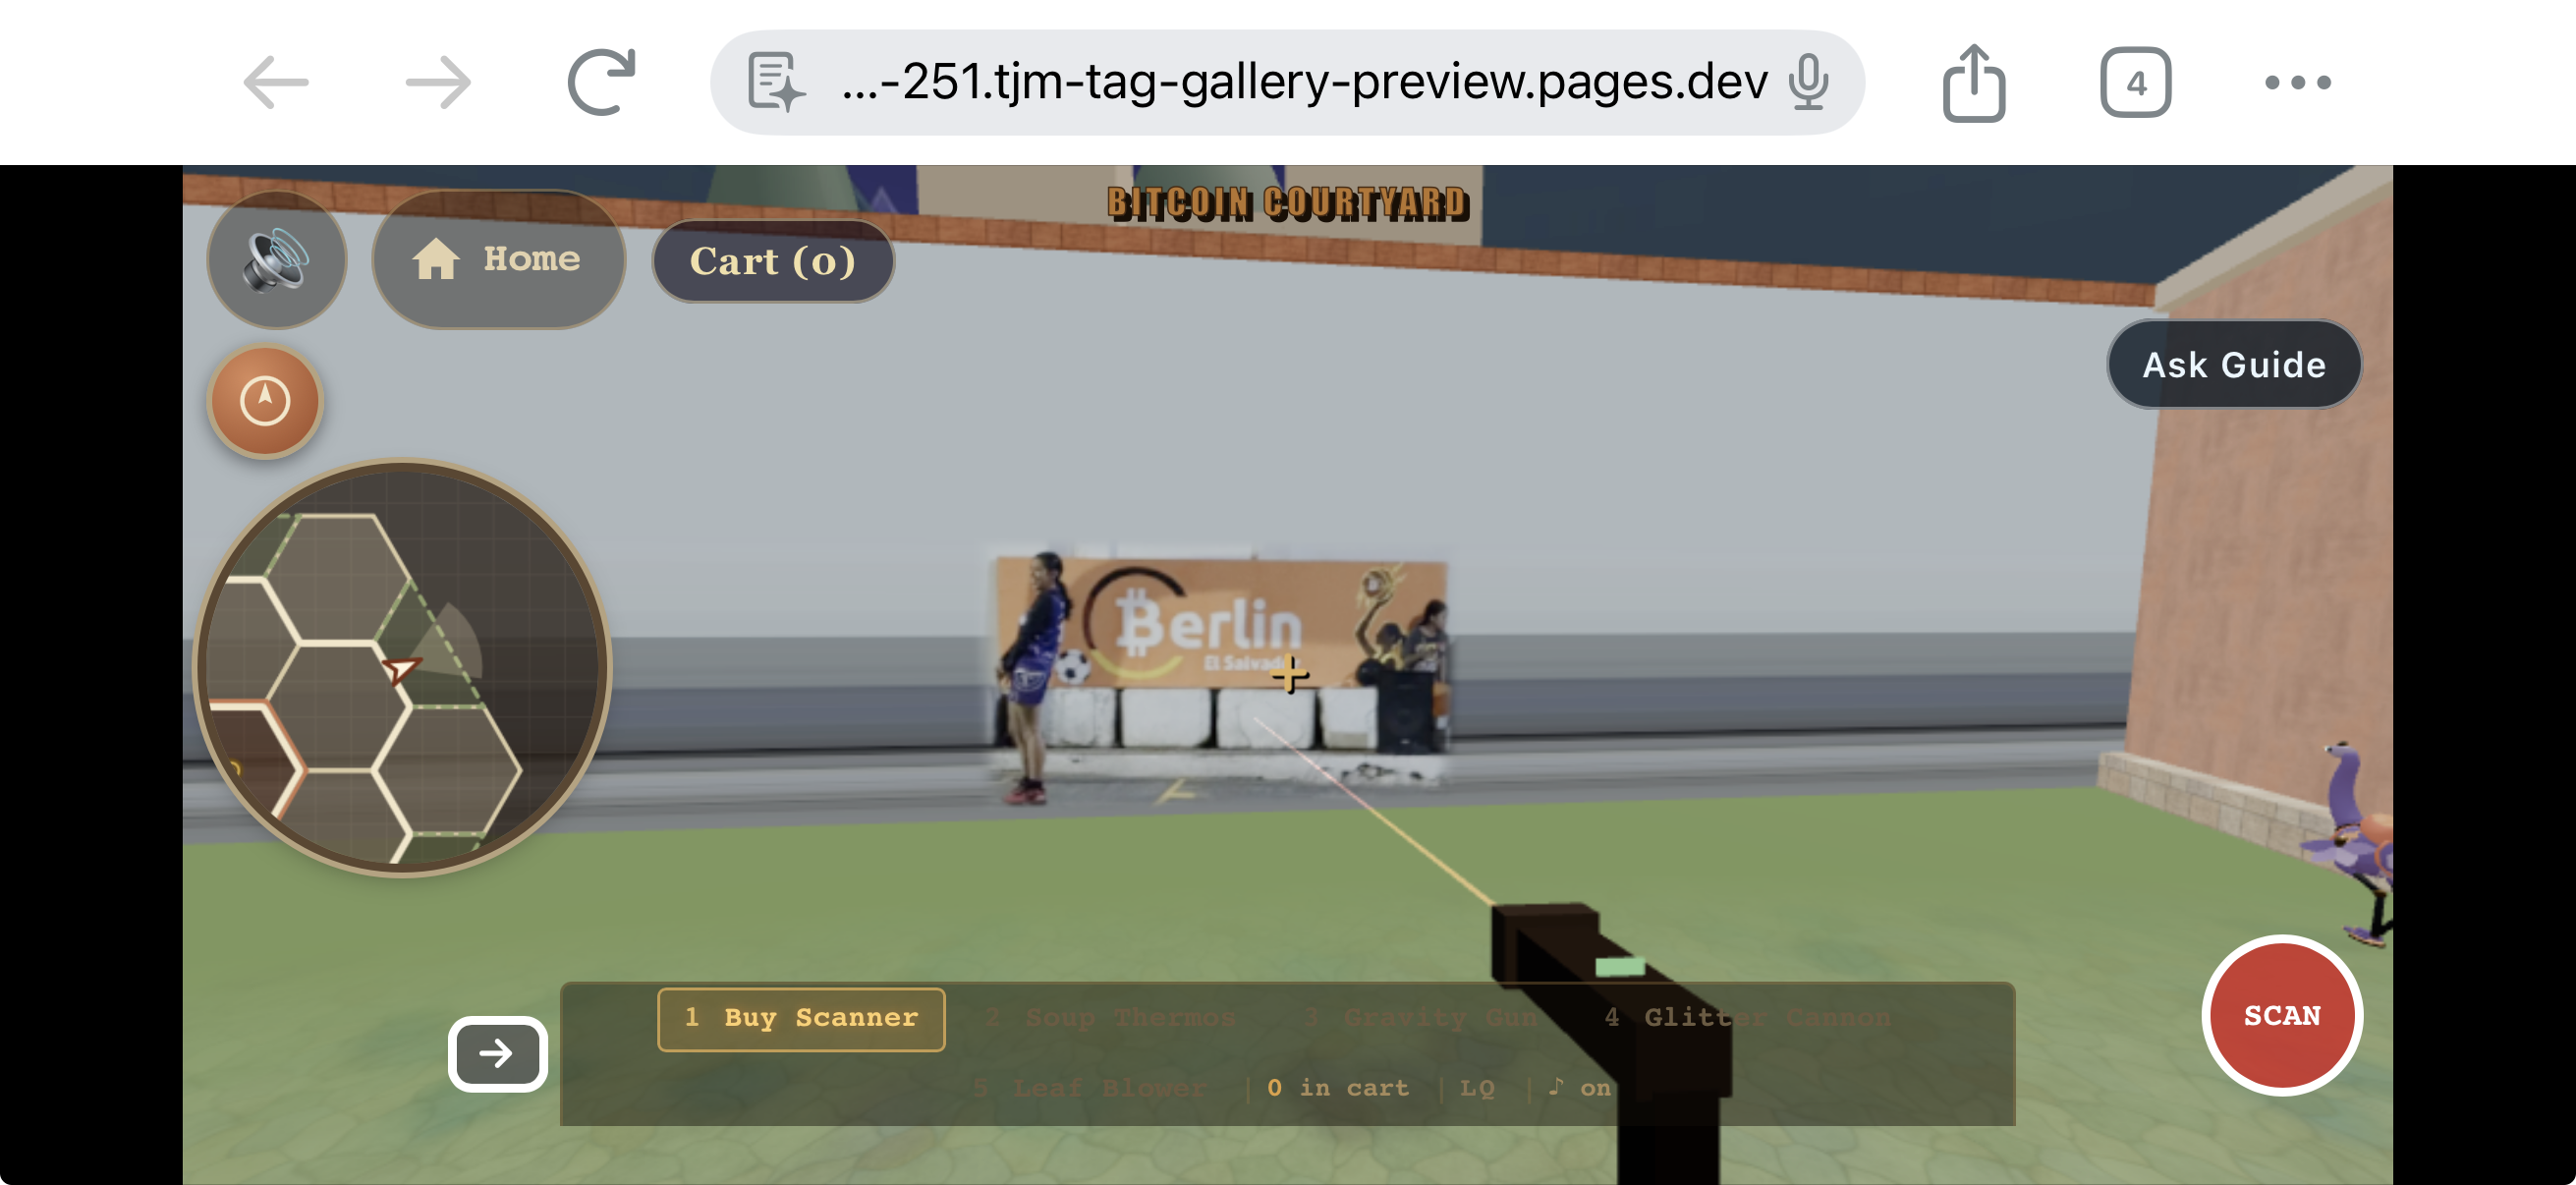 ...-251.tjm-tag-gallery-preview.pages.dev
4
BITCOIN COURTYARD
Home
Cart (0)
Ask Guide
₿erlin
El Salvador
1 Buy Scanner
2 Soup Thermos
3 Gravity Gun
4 Glitter Cannon
5 Leaf Blower | 0 in cart | LQ | ♪ on
SCAN